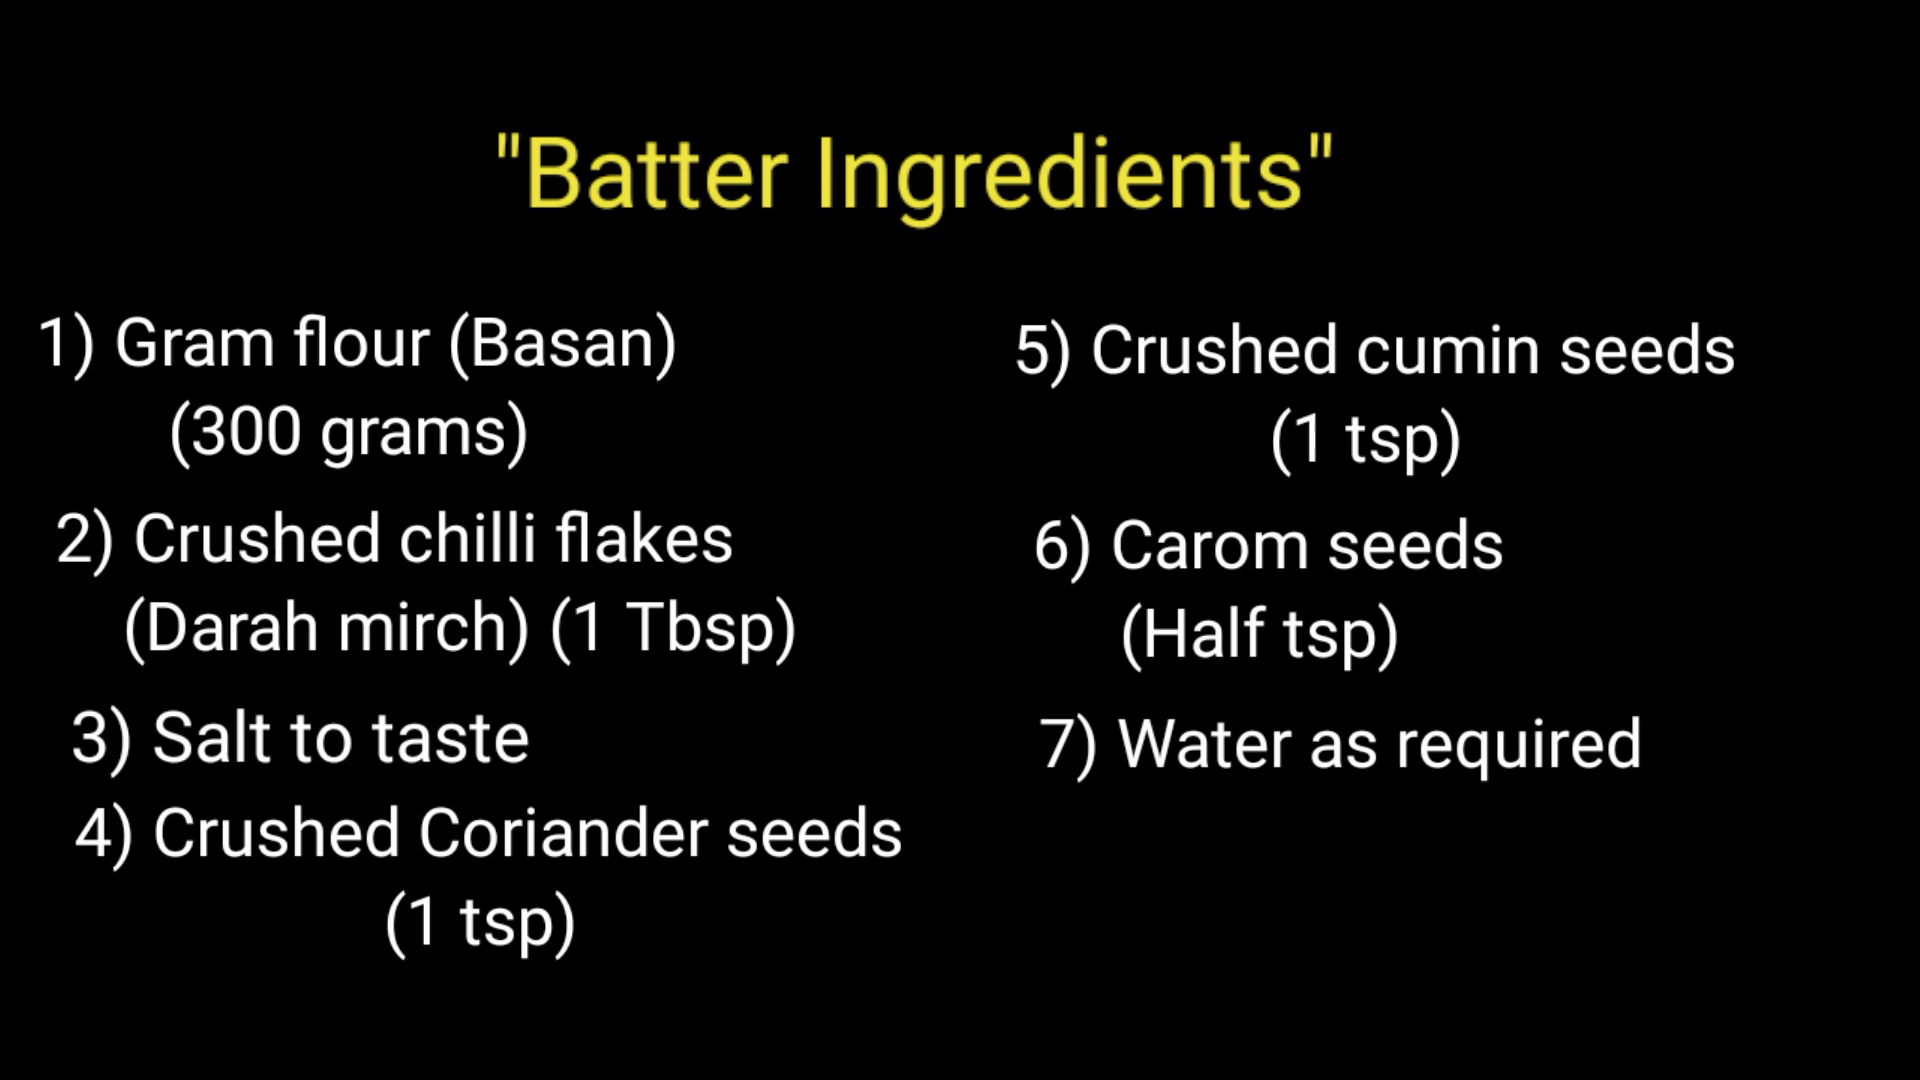 "Batter Ingredients"
1) Gram flour (Basan)
(300 grams)
2) Crushed chilli flakes
(Darah mirch) (1 Tbsp)
3) Salt to taste
4) Crushed Coriander seeds
(1 tsp)
5) Crushed cumin seeds
(1 tsp)
6) Carom seeds
(Half tsp)
7) Water as required